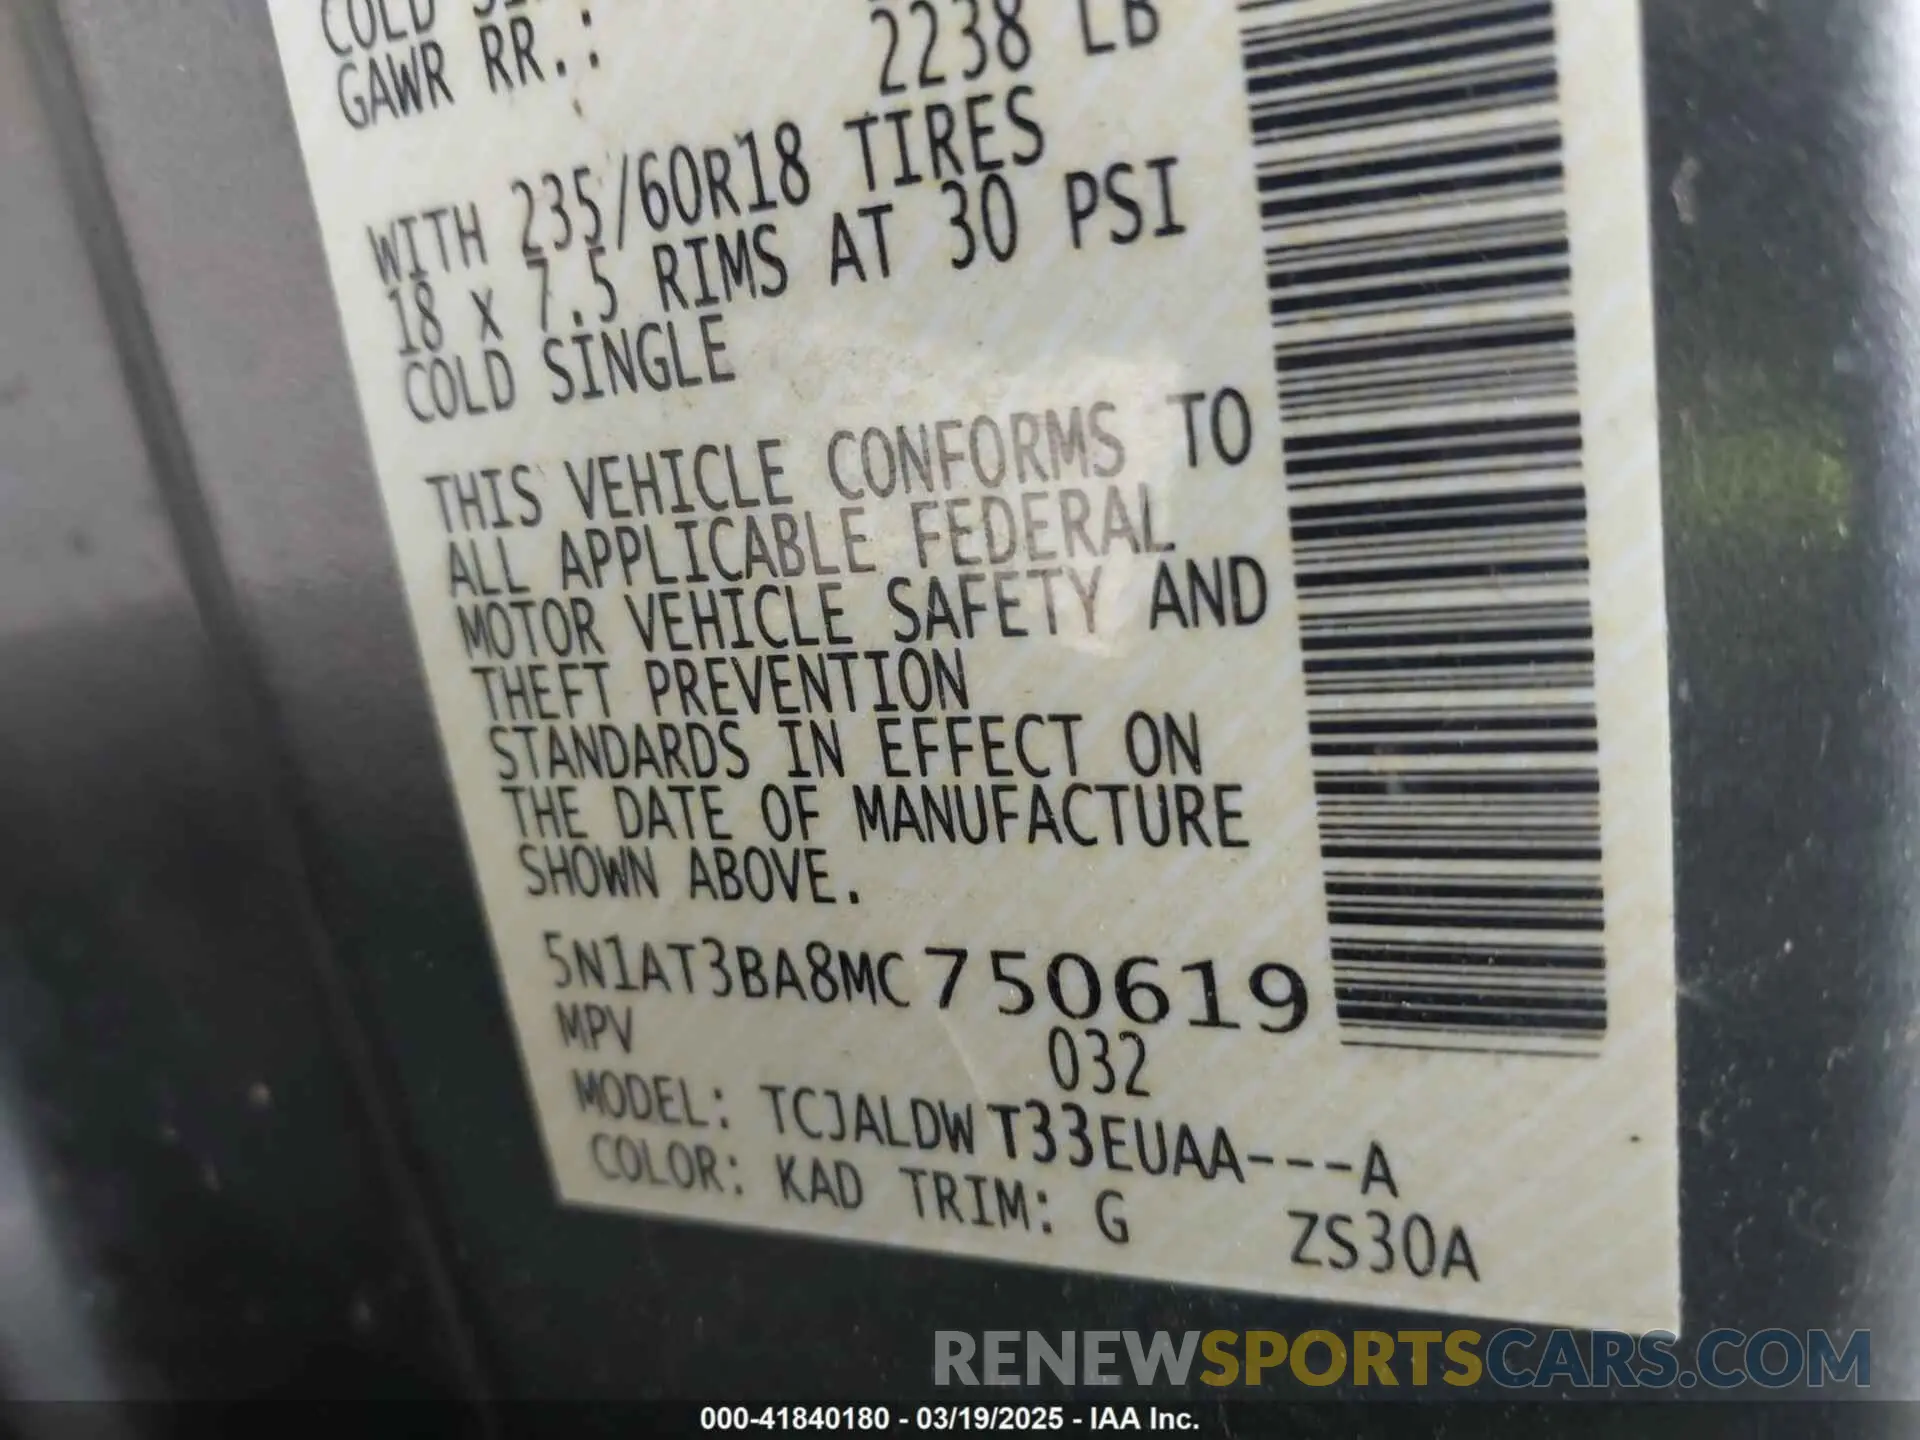 COLD
GAWR RR.: 2238 LB
WITH 235/60R18 TIRES
18 x 7.5 RIMS AT 30 PSI
COLD SINGLE
THIS VEHICLE CONFORMS TO
ALL APPLICABLE FEDERAL
MOTOR VEHICLE SAFETY AND
THEFT PREVENTION
STANDARDS IN EFFECT ON
THE DATE OF MANUFACTURE
SHOWN ABOVE.
5N1AT3BA8MC750619
MPV 032
MODEL: TCJALDW T33EUAA---A
COLOR: KAD TRIM: G ZS30A
RENEWSPORTSCARS.COM
000-41840180 - 03/19/2025 - IAA Inc.